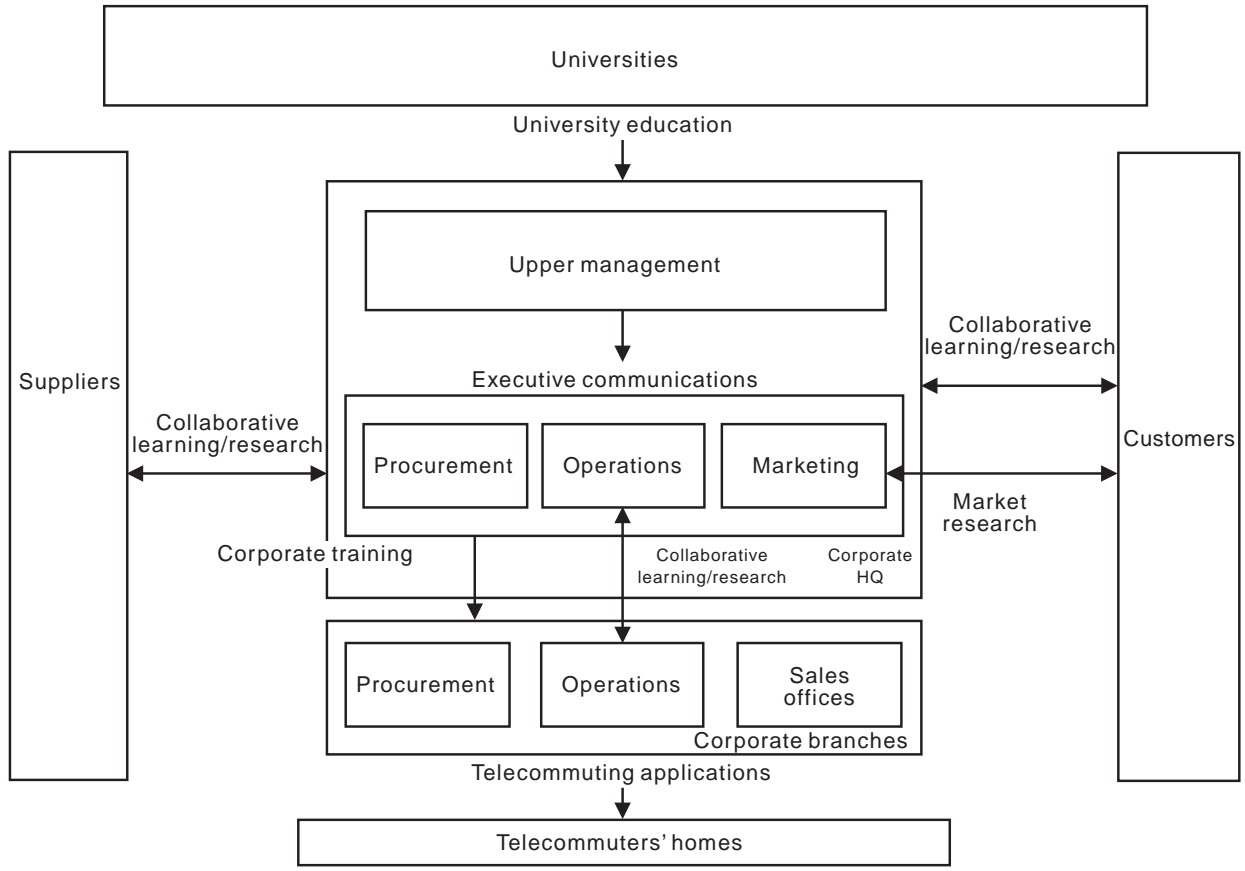 Universities
University education
Upper management
Executive communications
Suppliers
Collaborative
learning/research
Collaborative
learning/research
Customers
Procurement
Operations
Marketing
Market
research
Corporate training
Collaborative
learning/research
Corporate
HQ
Procurement
Operations
Sales
offices
Corporate branches
Telecommuting applications
Telecommuters’ homes